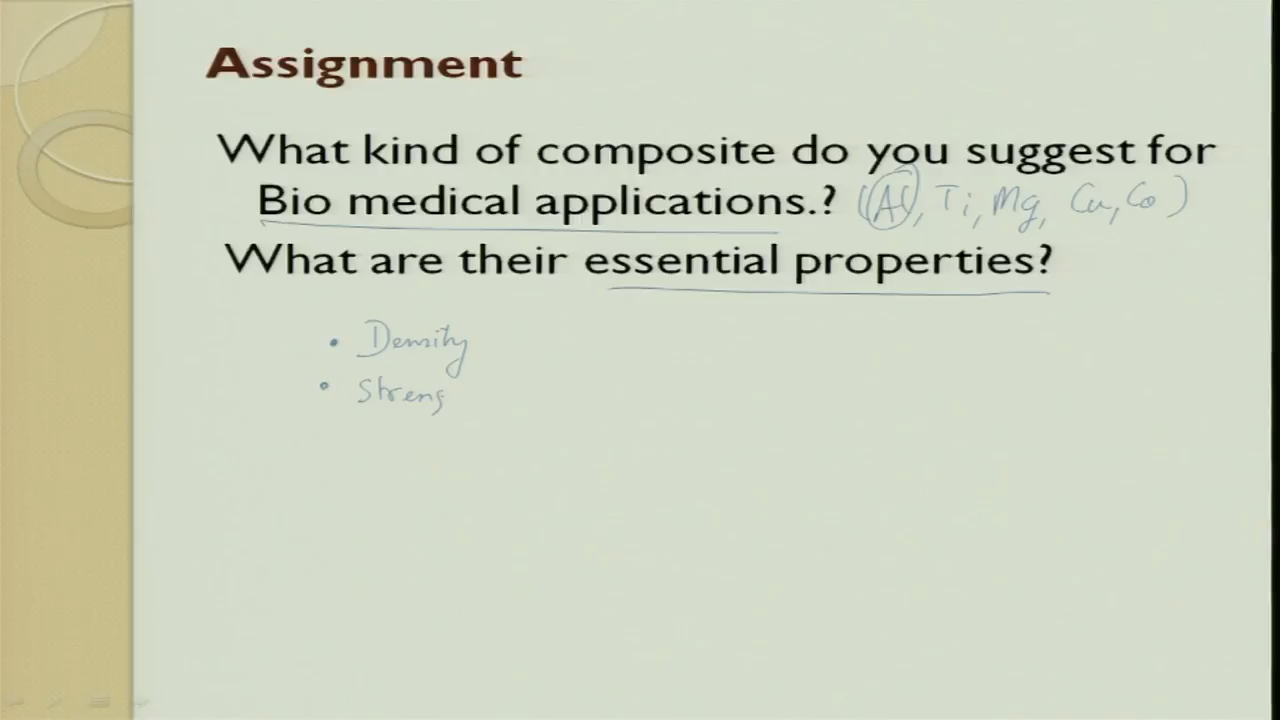 Assignment
What kind of composite do you suggest for
Bio medical applications.? (Al, Ti, Mg, Cu, Co)
What are their essential properties?
• Density
• Streng